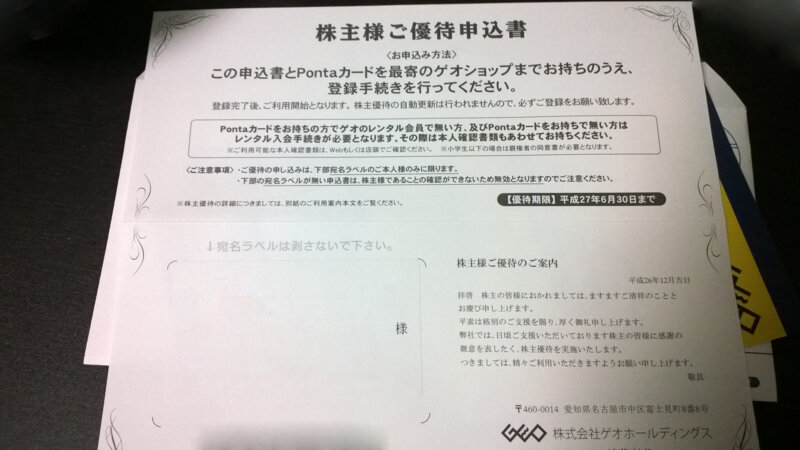 株主様ご優待申込書
〈お申込み方法〉
この申込書とPontaカードを最寄のゲオショップまでお持ちのうえ、
登録手続きを行ってください。
登録完了後、ご利用開始となります。株主優待の自動更新は行われませんので、必ずご登録をお願い致します。
Pontaカードをお持ちの方でゲオのレンタル会員で無い方、及びPontaカードをお持ちで無い方は
レンタル入会手続きが必要となります。その際は本人確認書類もあわせてお持ちください。
※ご利用可能な本人確認書類は、Webもしくは店頭でご確認ください。 ※小学生以下の場合は親権者の同意書が必要となります。
〈ご注意事項〉・ご優待の申し込みは、下部宛名ラベルのご本人様のみに限ります。
・下部の宛名ラベルが無い申込書は、株主様であることの確認ができないため無効となりますのでご注意ください。
※株主優待の詳細につきましては、別紙のご利用案内本文をご覧ください。
【優待期限】平成27年6月30日まで
↓宛名ラベルは剥さないで下さい。
様
株主様ご優待のご案内
平成26年12月吉日
拝啓 株主の皆様におかれましては、ますますご清祥のことと
お慶び申し上げます。
平素は格別のご支援を賜り、厚く御礼申し上げます。
弊社では、日頃ご支援いただいております株主の皆様に感謝の
微意を表したく、株主優待を実施いたします。
つきましては、精々ご利用いただきますようお願い申し上げます。
敬具
〒460-0014 愛知県名古屋市中区富士見町8番8号
GEO 株式会社ゲオホールディングス